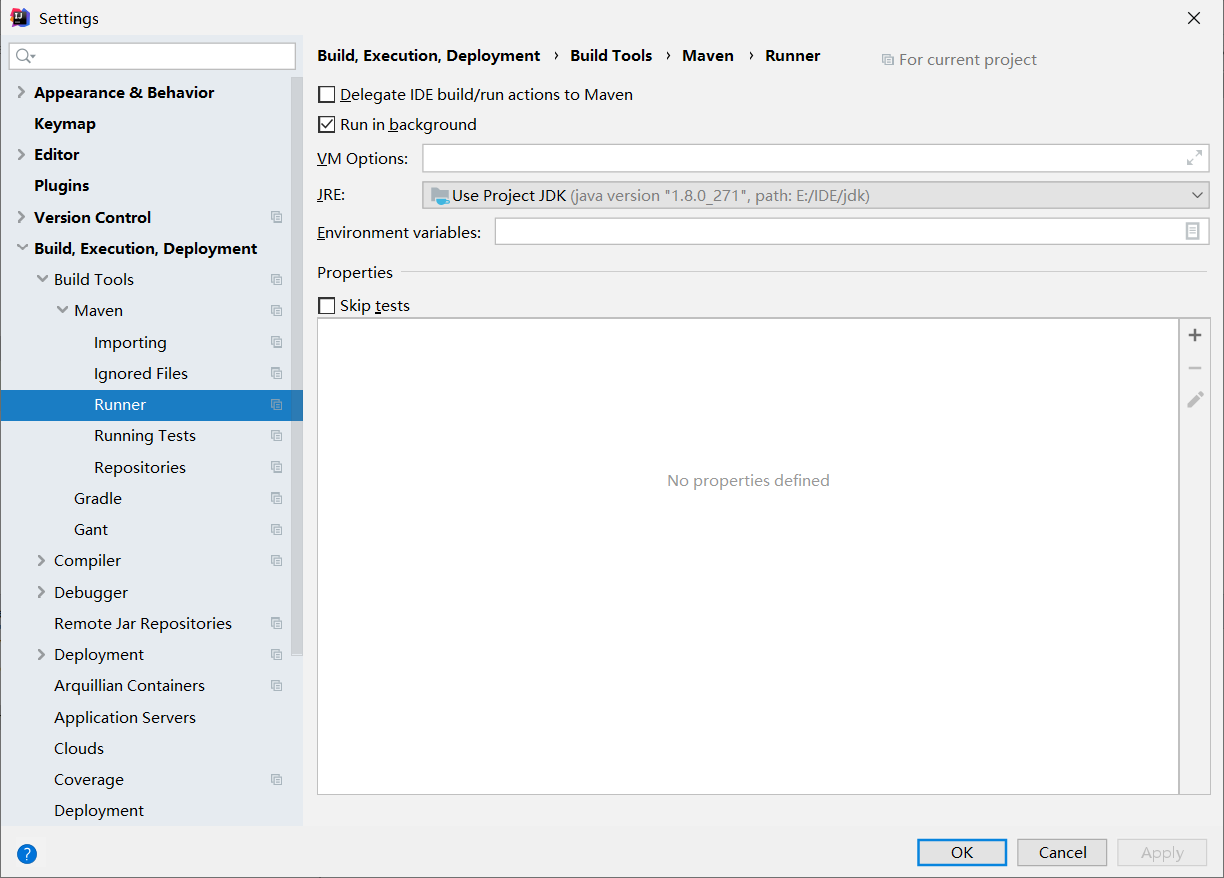 Settings
Build, Execution, Deployment › Build Tools › Maven › Runner
For current project
Appearance & Behavior
Keymap
Editor
Plugins
Version Control
Build, Execution, Deployment
Build Tools
Maven
Importing
Ignored Files
Runner
Running Tests
Repositories
Gradle
Gant
Compiler
Debugger
Remote Jar Repositories
Deployment
Arquillian Containers
Application Servers
Clouds
Coverage
Deployment
Delegate IDE build/run actions to Maven
Run in background
VM Options:
JRE: Use Project JDK (java version "1.8.0_271", path: E:/IDE/jdk)
Environment variables:
Properties
Skip tests
No properties defined
?
OK Cancel Apply